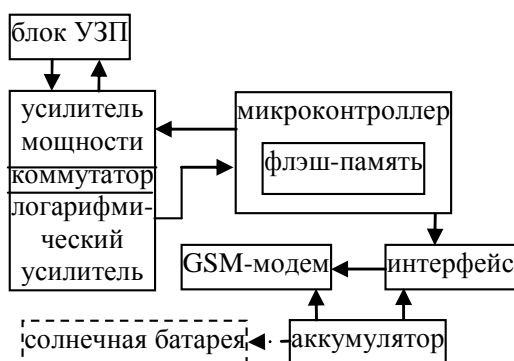 блок УЗП
усилитель
мощности
коммутатор
логарифми-
ческий
усилитель
микроконтроллер
флэш-память
GSM-модем
интерфейс
солнечная батарея
аккумулятор